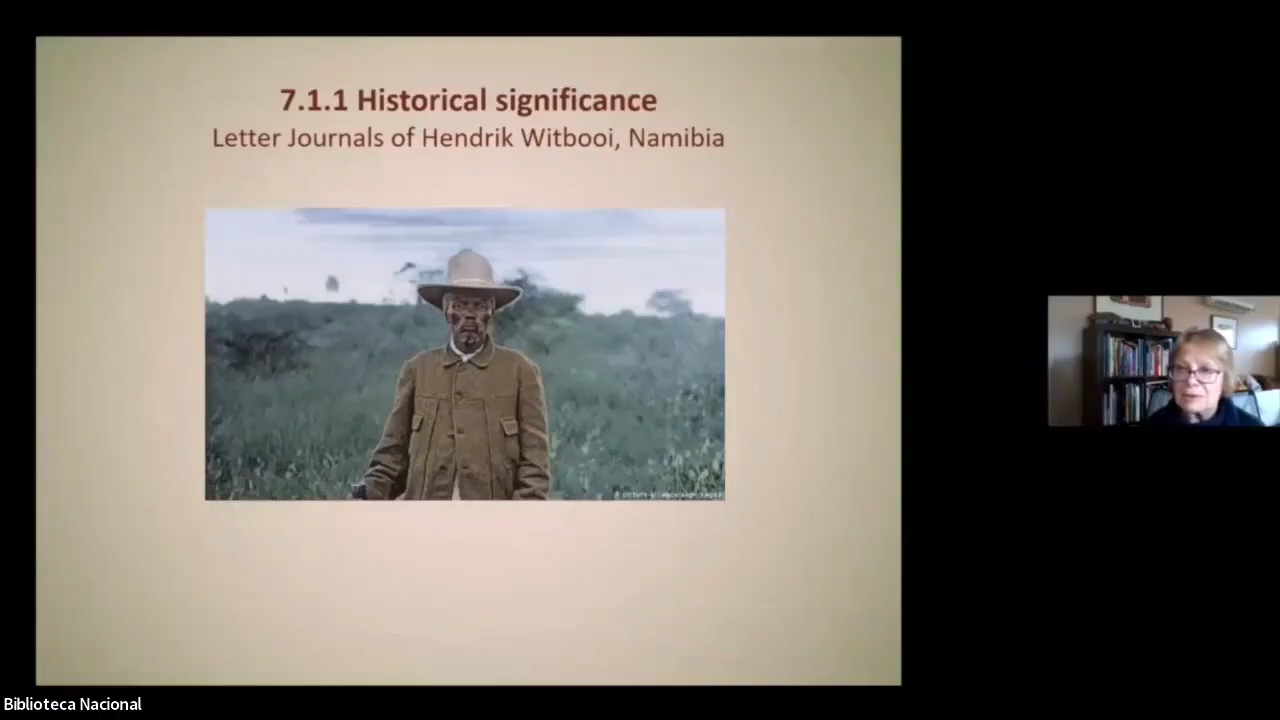 7.1.1 Historical significance
Letter Journals of Hendrik Witbooi, Namibia
Biblioteca Nacional